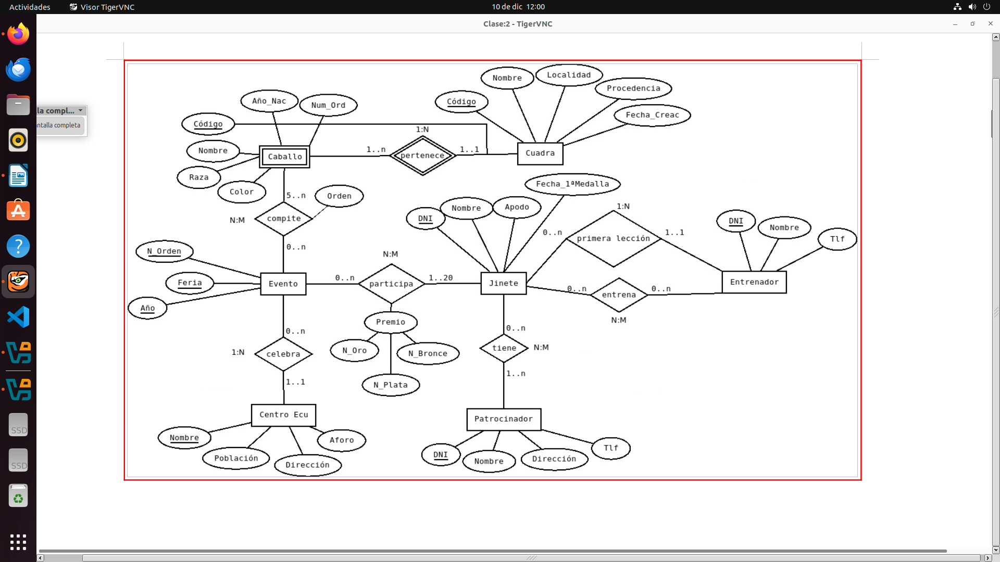 Actividades
Visor TigerVNC
10 de dic 12:00
Clase:2 - TigerVNC
lla compl...
antalla completa
Nombre
Localidad
Procedencia
Código
Fecha_Creac
Cuadra
Año_Nac
Num_Ord
Código
Nombre
Raza
Color
Caballo
1:N
1..n
pertenece
1..1
5..n
Orden
N:M
compite
0..n
Fecha_1ªMedalla
DNI
Nombre
Apodo
1:N
0..n
primera lección
1..1
DNI
Nombre
Tlf
N_Orden
Feria
Año
Evento
N:M
0..n
participa
1..20
Jinete
0..n
entrena
0..n
N:M
Entrenador
Premio
N_Oro
N_Bronce
N_Plata
0..n
1:N
celebra
1..1
0..n
tiene
N:M
1..n
Centro Ecu
Nombre
Población
Dirección
Aforo
Patrocinador
DNI
Nombre
Dirección
Tlf
SSD
SSD